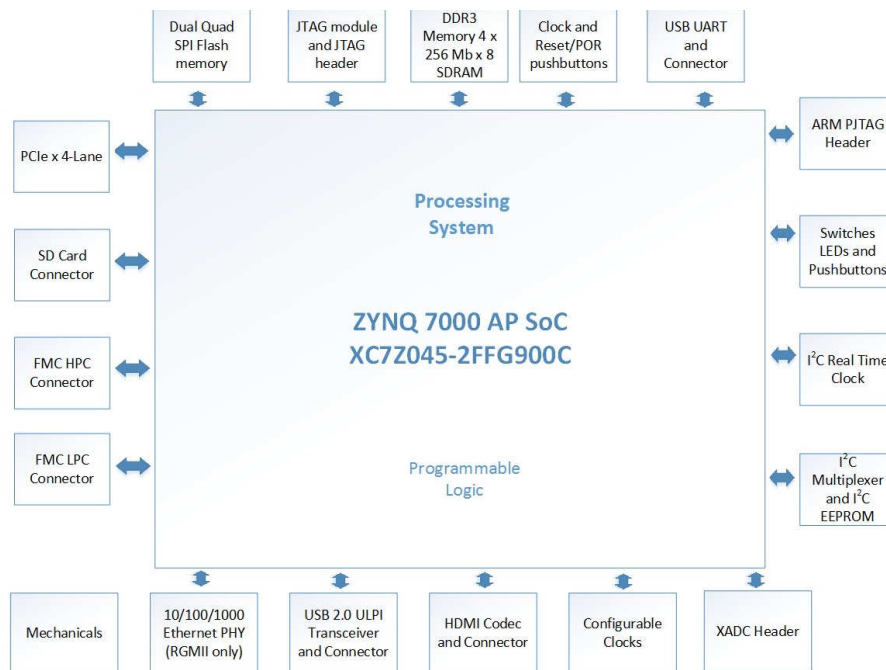 Dual Quad
SPI Flash
memory
JTAG module
and JTAG
header
DDR3
Memory 4 x
256 Mb x 8
SDRAM
Clock and
Reset/POR
pushbuttons
USB UART
and
Connector
PCIe x 4-Lane
ARM PJTAG
Header
Processing
System
SD Card
Connector
Switches
LEDs and
Pushbuttons
ZYNQ 7000 AP SoC
XC7Z045-2FFG900C
FMC HPC
Connector
I²C Real Time
Clock
FMC LPC
Connector
Programmable
Logic
I²C
Multiplexer
and I²C
EEPROM
Mechanicals
10/100/1000
Ethernet PHY
(RGMII only)
USB 2.0 ULPI
Transceiver
and Connector
HDMI Codec
and Connector
Configurable
Clocks
XADC Header